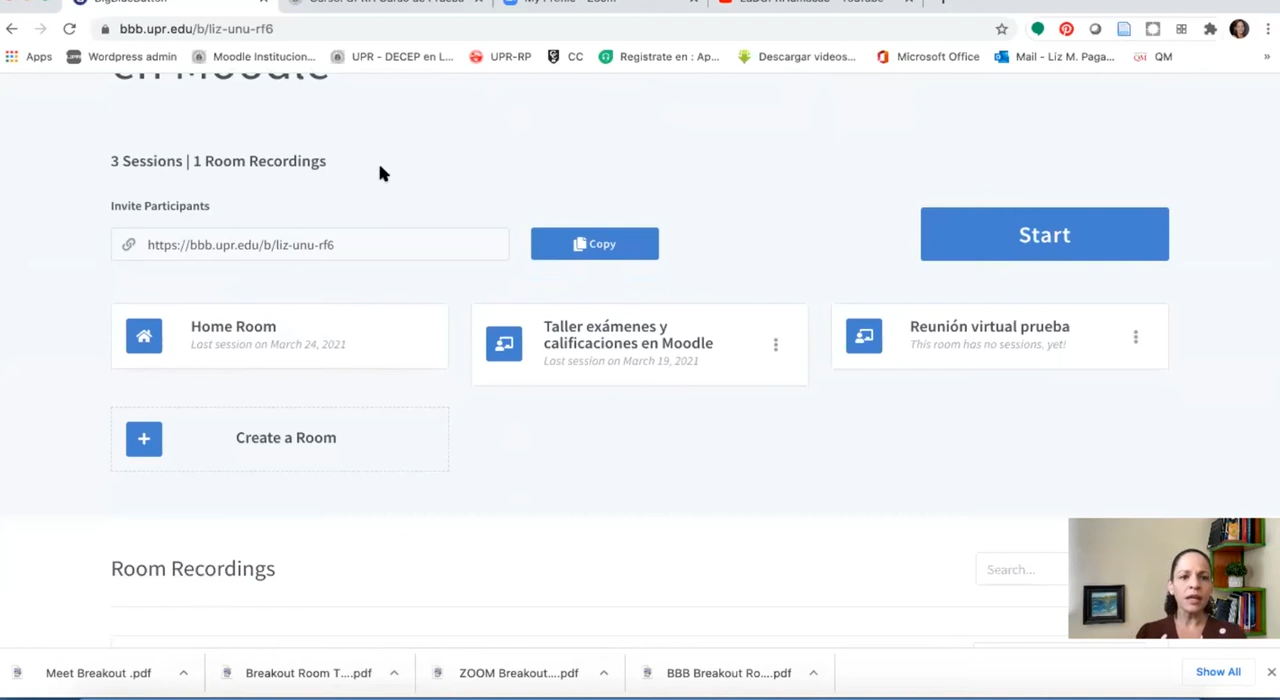 bbb.upr.edu/b/liz-unu-rf6
Apps
Wordpress admin
Moodle Institucion...
UPR - DECEP en L...
UPR-RP
CC
Registrate en : Ap...
Descargar videos...
Microsoft Office
Mail - Liz M. Paga...
QM
QM
»
en Moodle
3 Sessions | 1 Room Recordings
Invite Participants
https://bbb.upr.edu/b/liz-unu-rf6
Copy
Start
Home Room
Last session on March 24, 2021
Taller exámenes y
calificaciones en Moodle
Last session on March 19, 2021
Reunión virtual prueba
This room has no sessions, yet!
Create a Room
Room Recordings
Search...
Meet Breakout .pdf
Breakout Room T....pdf
ZOOM Breakout....pdf
BBB Breakout Ro....pdf
Show All